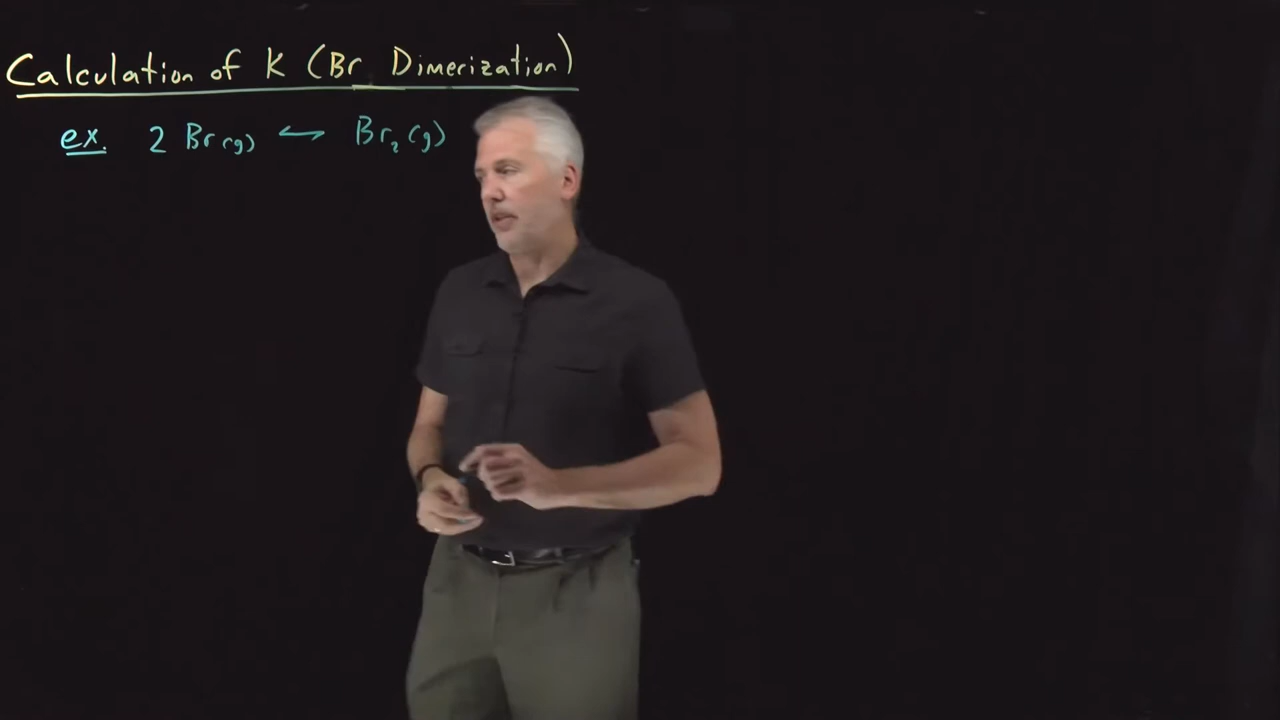 Calculation of K (Br Dimerization)
ex. 2 Br(g) ↔ Br₂(g)